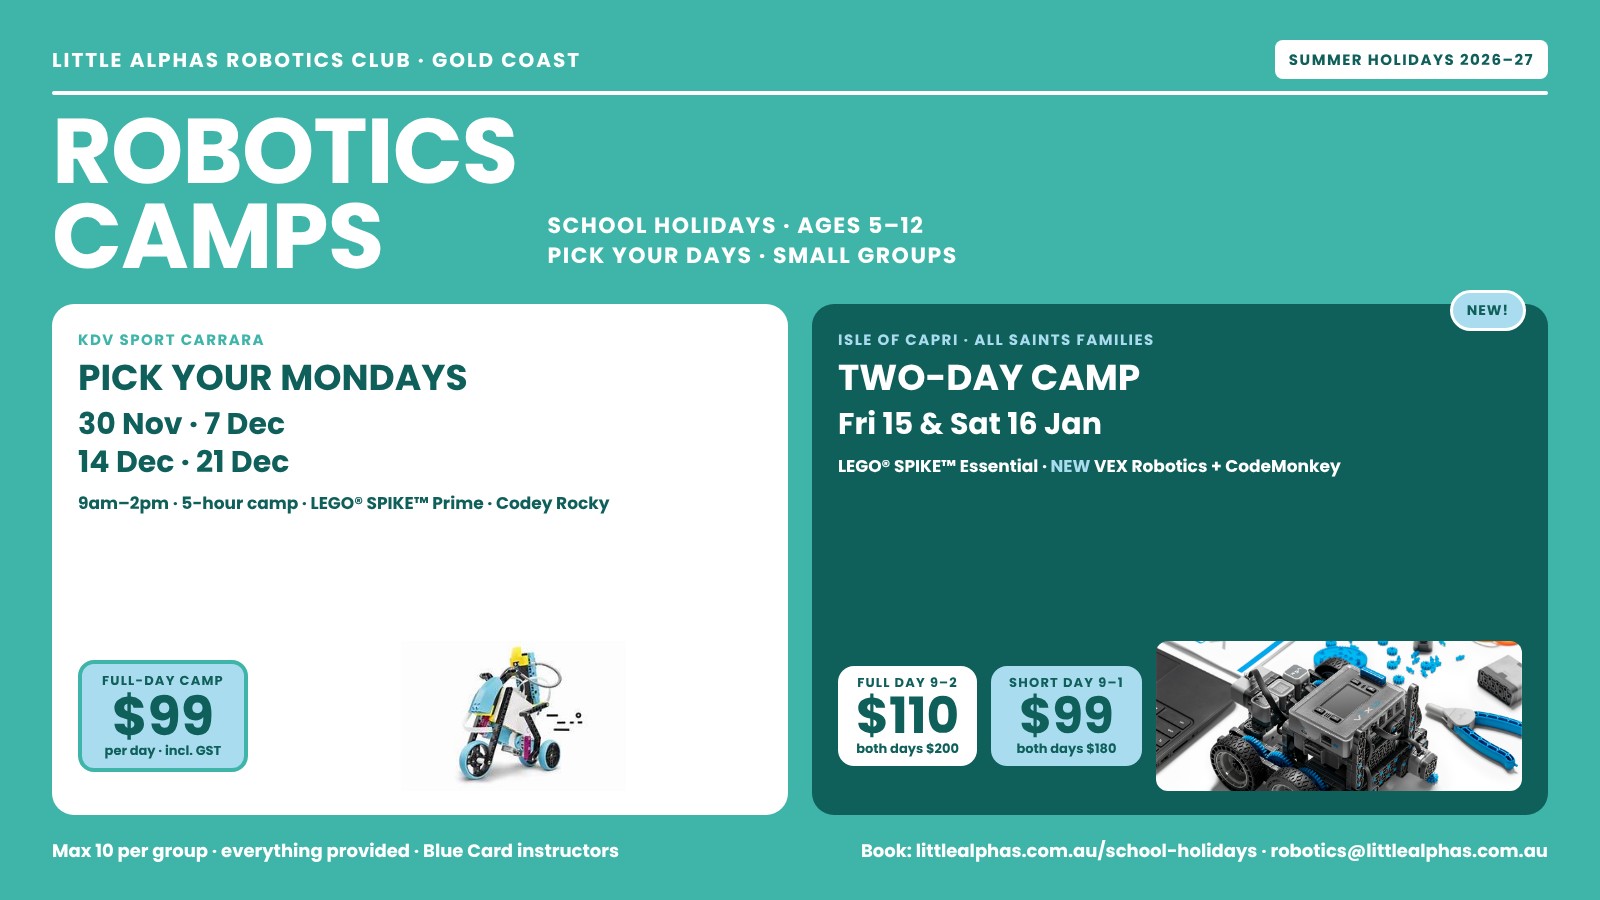 LITTLE ALPHAS ROBOTICS CLUB · GOLD COAST
SUMMER HOLIDAYS 2026–27
ROBOTICS
CAMPS
SCHOOL HOLIDAYS · AGES 5–12
PICK YOUR DAYS · SMALL GROUPS
KDV SPORT CARRARA
PICK YOUR MONDAYS
30 Nov · 7 Dec
14 Dec · 21 Dec
9am–2pm · 5-hour camp · LEGO® SPIKE™ Prime · Codey Rocky
FULL-DAY CAMP
$99
per day · incl. GST
NEW!
ISLE OF CAPRI · ALL SAINTS FAMILIES
TWO-DAY CAMP
Fri 15 & Sat 16 Jan
LEGO® SPIKE™ Essential · NEW VEX Robotics + CodeMonkey
FULL DAY 9–2
$110
both days $200
SHORT DAY 9–1
$99
both days $180
Max 10 per group · everything provided · Blue Card instructors
Book: littlealphas.com.au/school-holidays · robotics@littlealphas.com.au